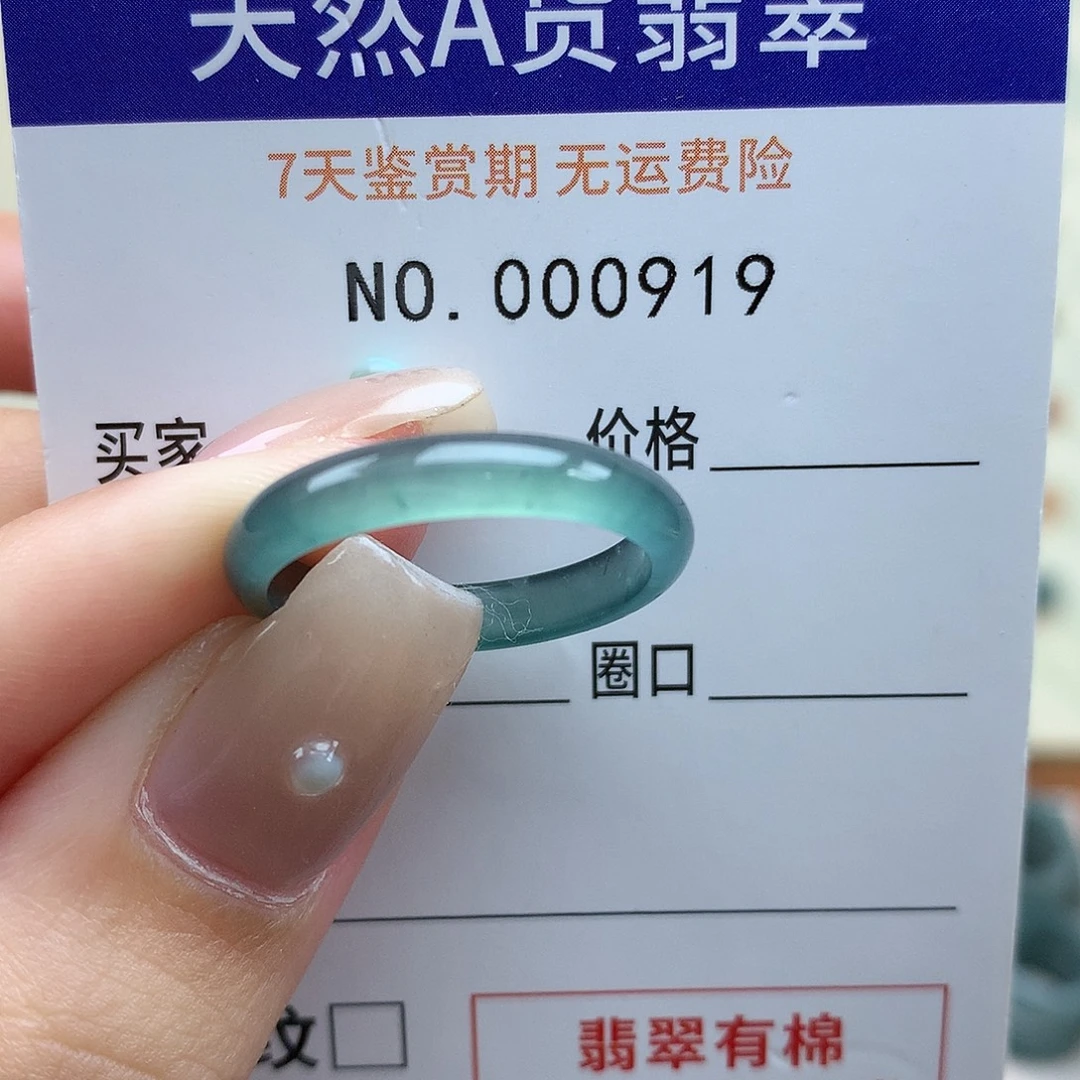 天然A货翡翠
7天鉴赏期 无运费险
NO. 000919
买家
价格
圈口
纹
翡翠有棉